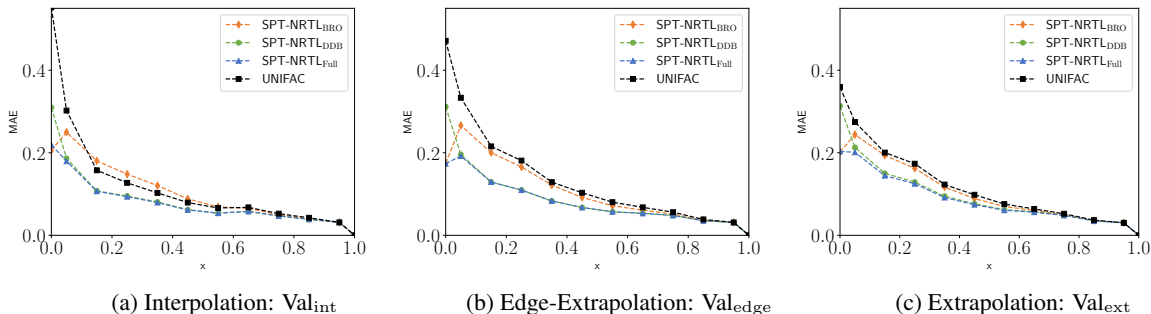 MAE
0.4
0.2
0.0
0.0 0.2 0.4 0.6 0.8 1.0
x
SPT-NRTL_BRO
SPT-NRTL_DDB
SPT-NRTL_Full
UNIFAC
(a) Interpolation: Val_int
MAE
0.4
0.2
0.0
0.0 0.2 0.4 0.6 0.8 1.0
x
SPT-NRTL_BRO
SPT-NRTL_DDB
SPT-NRTL_Full
UNIFAC
(b) Edge-Extrapolation: Val_edge
MAE
0.4
0.2
0.0
0.0 0.2 0.4 0.6 0.8 1.0
x
SPT-NRTL_BRO
SPT-NRTL_DDB
SPT-NRTL_Full
UNIFAC
(c) Extrapolation: Val_ext